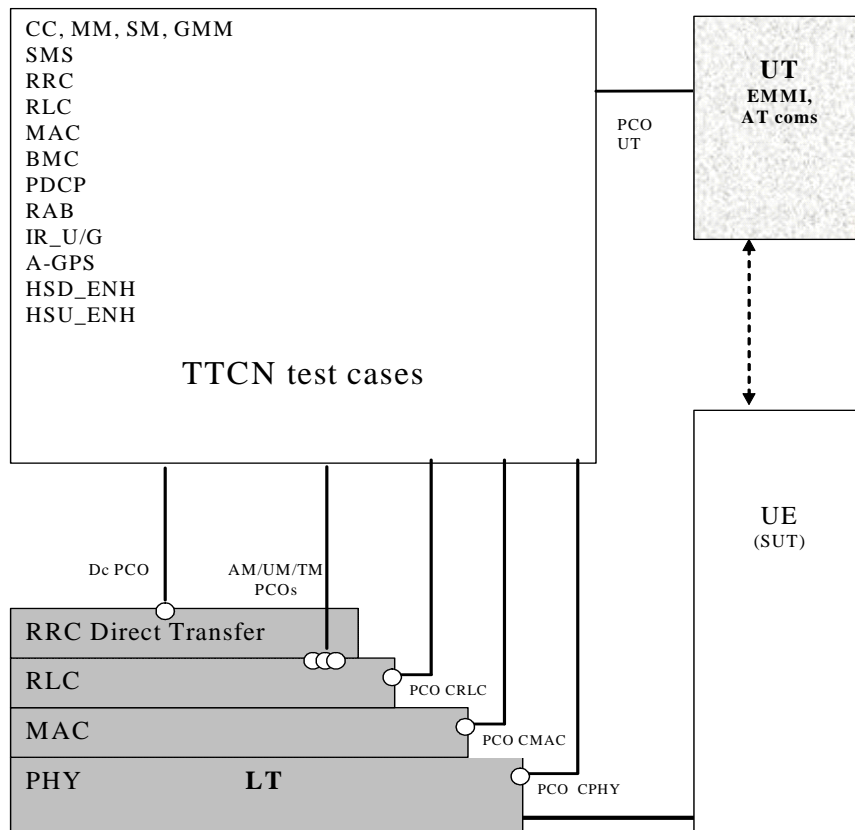 CC, MM, SM, GMM
SMS
RRC
RLC
MAC
BMC
PDCP
RAB
IR_U/G
A-GPS
HSD_ENH
HSU_ENH
TTCN test cases
PCO
UT
UT
EMMI,
AT coms
UE
(SUT)
Dc PCO
AM/UM/TM
PCOs
RRC Direct Transfer
RLC
PCO CRLC
MAC
PCO CMAC
PHY LT
PCO CPHY